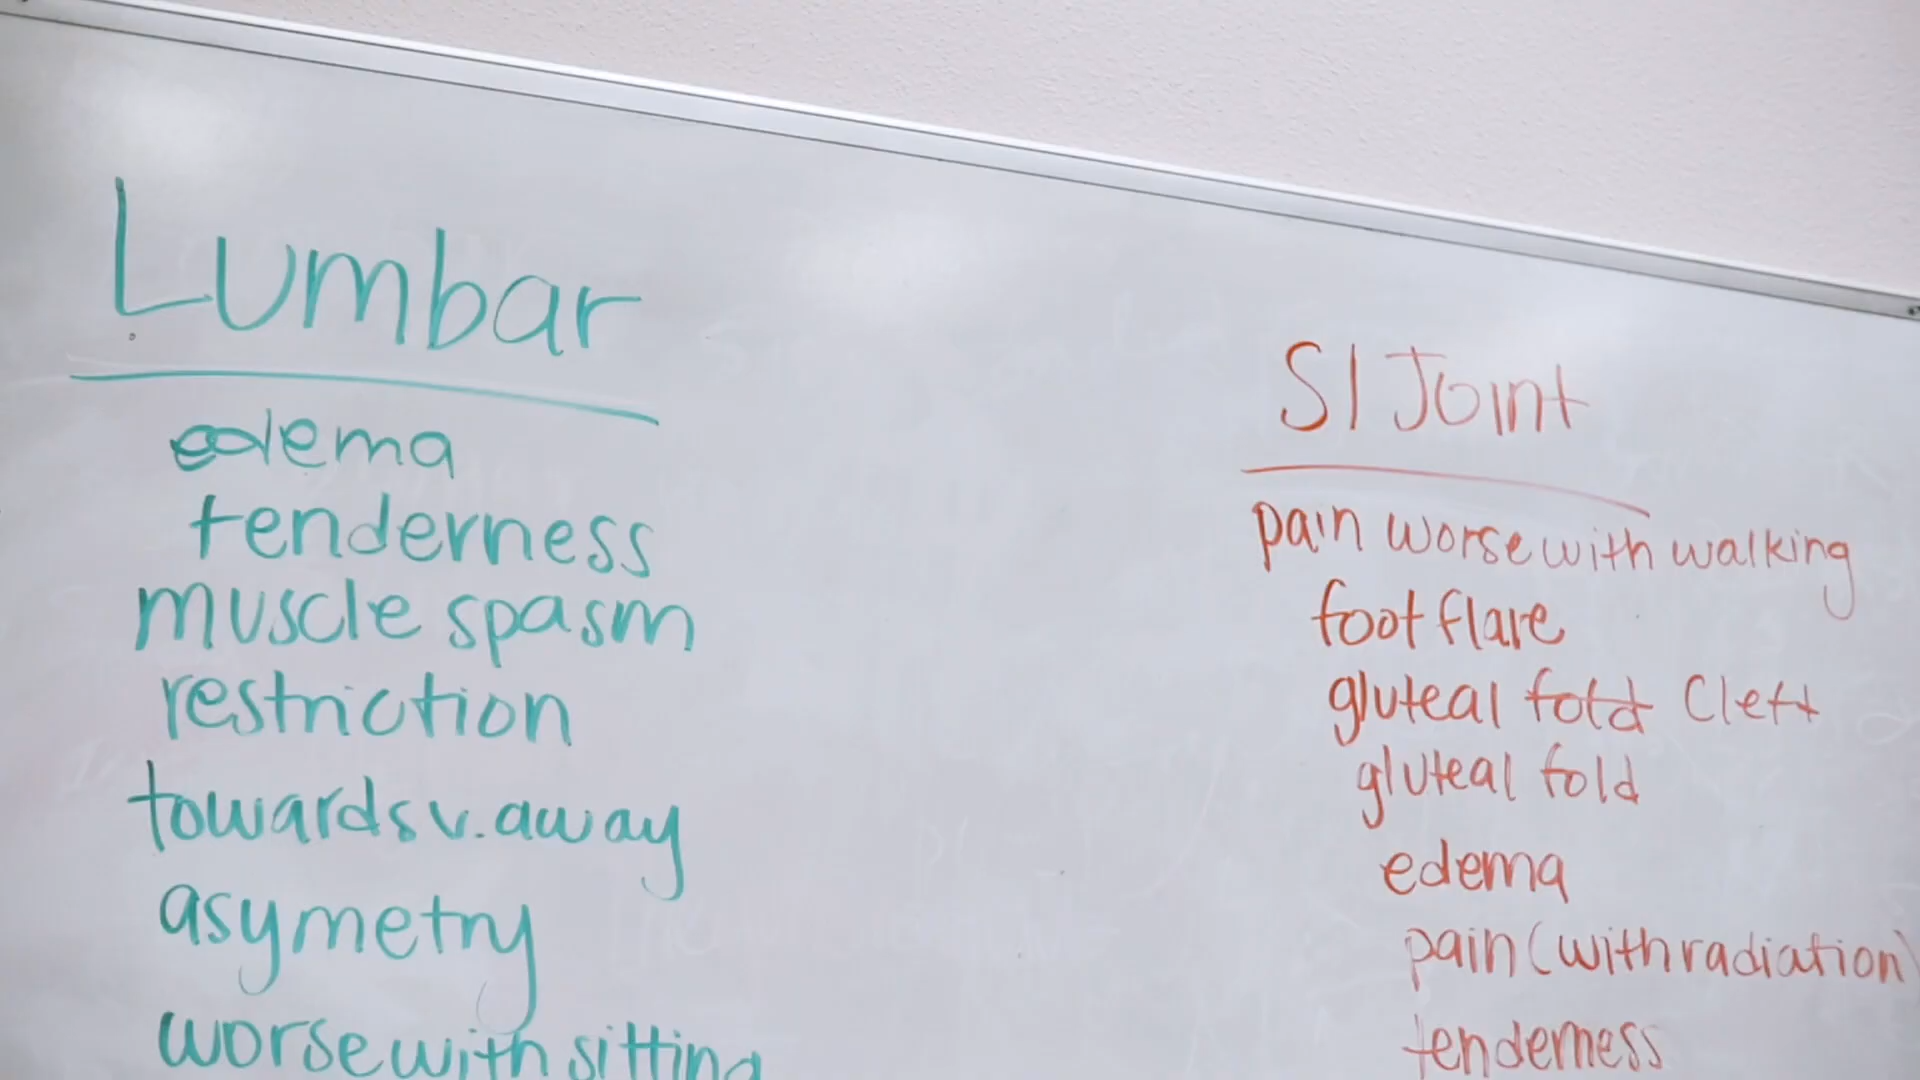 Lumbar
edema
tenderness
muscle spasm
restriction
towards v. away
asymetry
worse with sitting
SI Joint
pain worse with walking
foot flare
gluteal fold Cleft
gluteal fold
edema
pain (with radiation)
tenderness